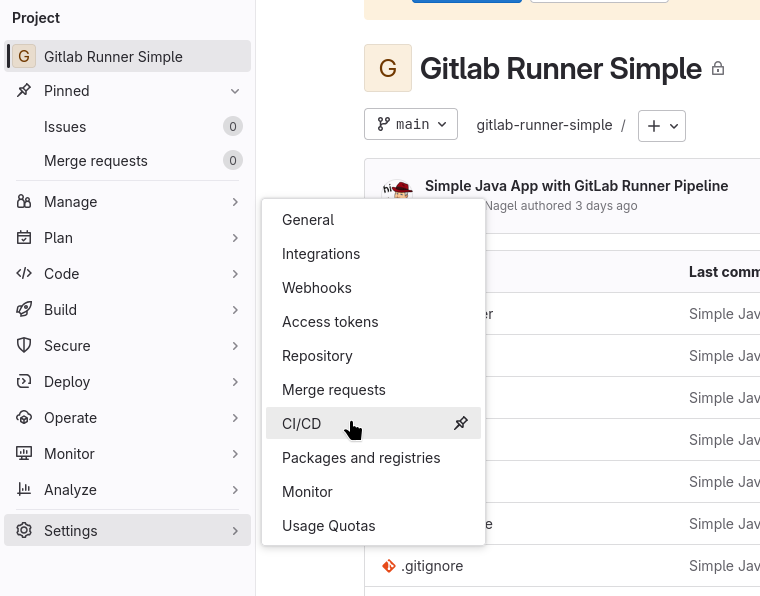 Project
G Gitlab Runner Simple
Pinned
Issues 0
Merge requests 0
Manage
Plan
Code
Build
Secure
Deploy
Operate
Monitor
Analyze
Settings
General
Integrations
Webhooks
Access tokens
Repository
Merge requests
CI/CD
Packages and registries
Monitor
Usage Quotas
G Gitlab Runner Simple
main gitlab-runner-simple /
hi
Simple Java App with GitLab Runner Pipeline
Nagel authored 3 days ago
Last comm
er Simple Jav
Simple Jav
Simple Jav
Simple Jav
Simple Jav
e Simple Jav
.gitignore Simple Jav